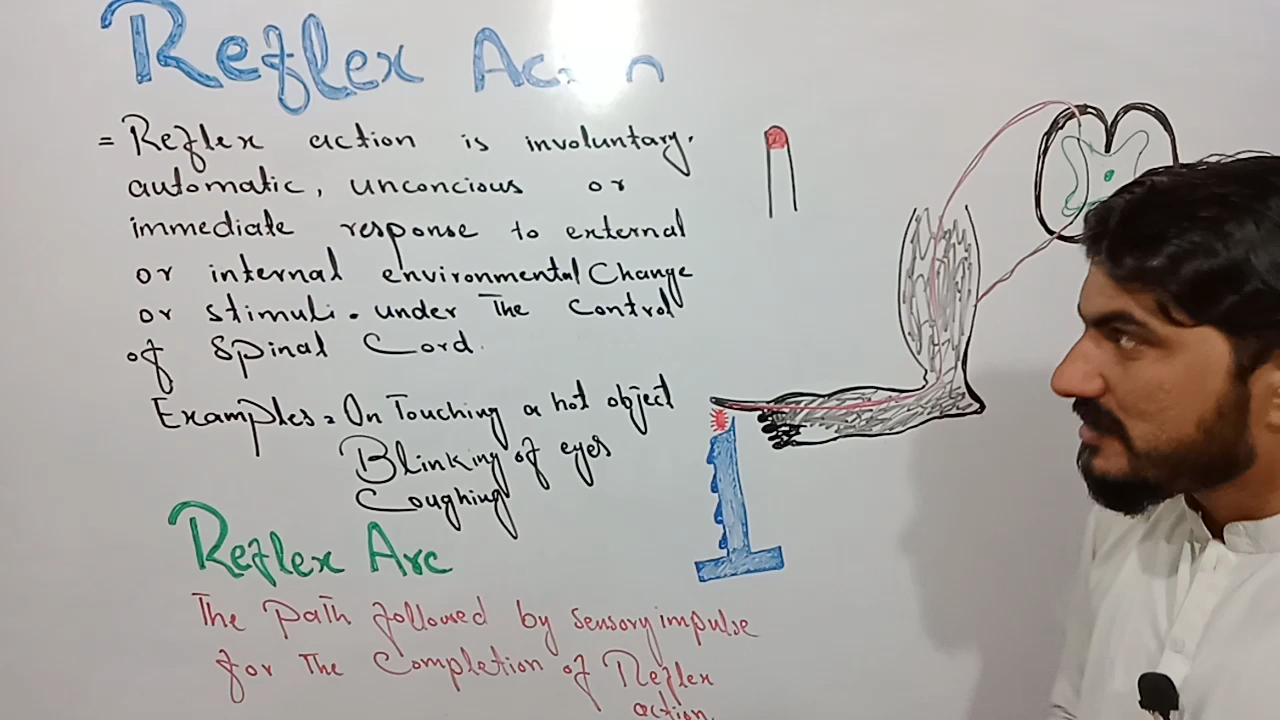 Reflex Action
= Reflex action is involuntary.
automatic, unconcious or
immediate response to external
or internal environmental Change
or stimuli. under The Control
of Spinal Cord.
Examples = On Touching a hot object
Blinking of eyes
Coughing
Reflex Arc
The Path followed by sensory impulse
for The Completion of Reflex
action.